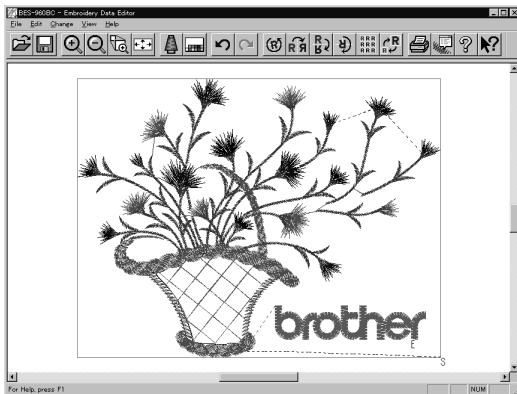 BES-960BC - Embroidery Data Editor
File Edit Change View Help
brother
E
S
For Help, press F1
NUM